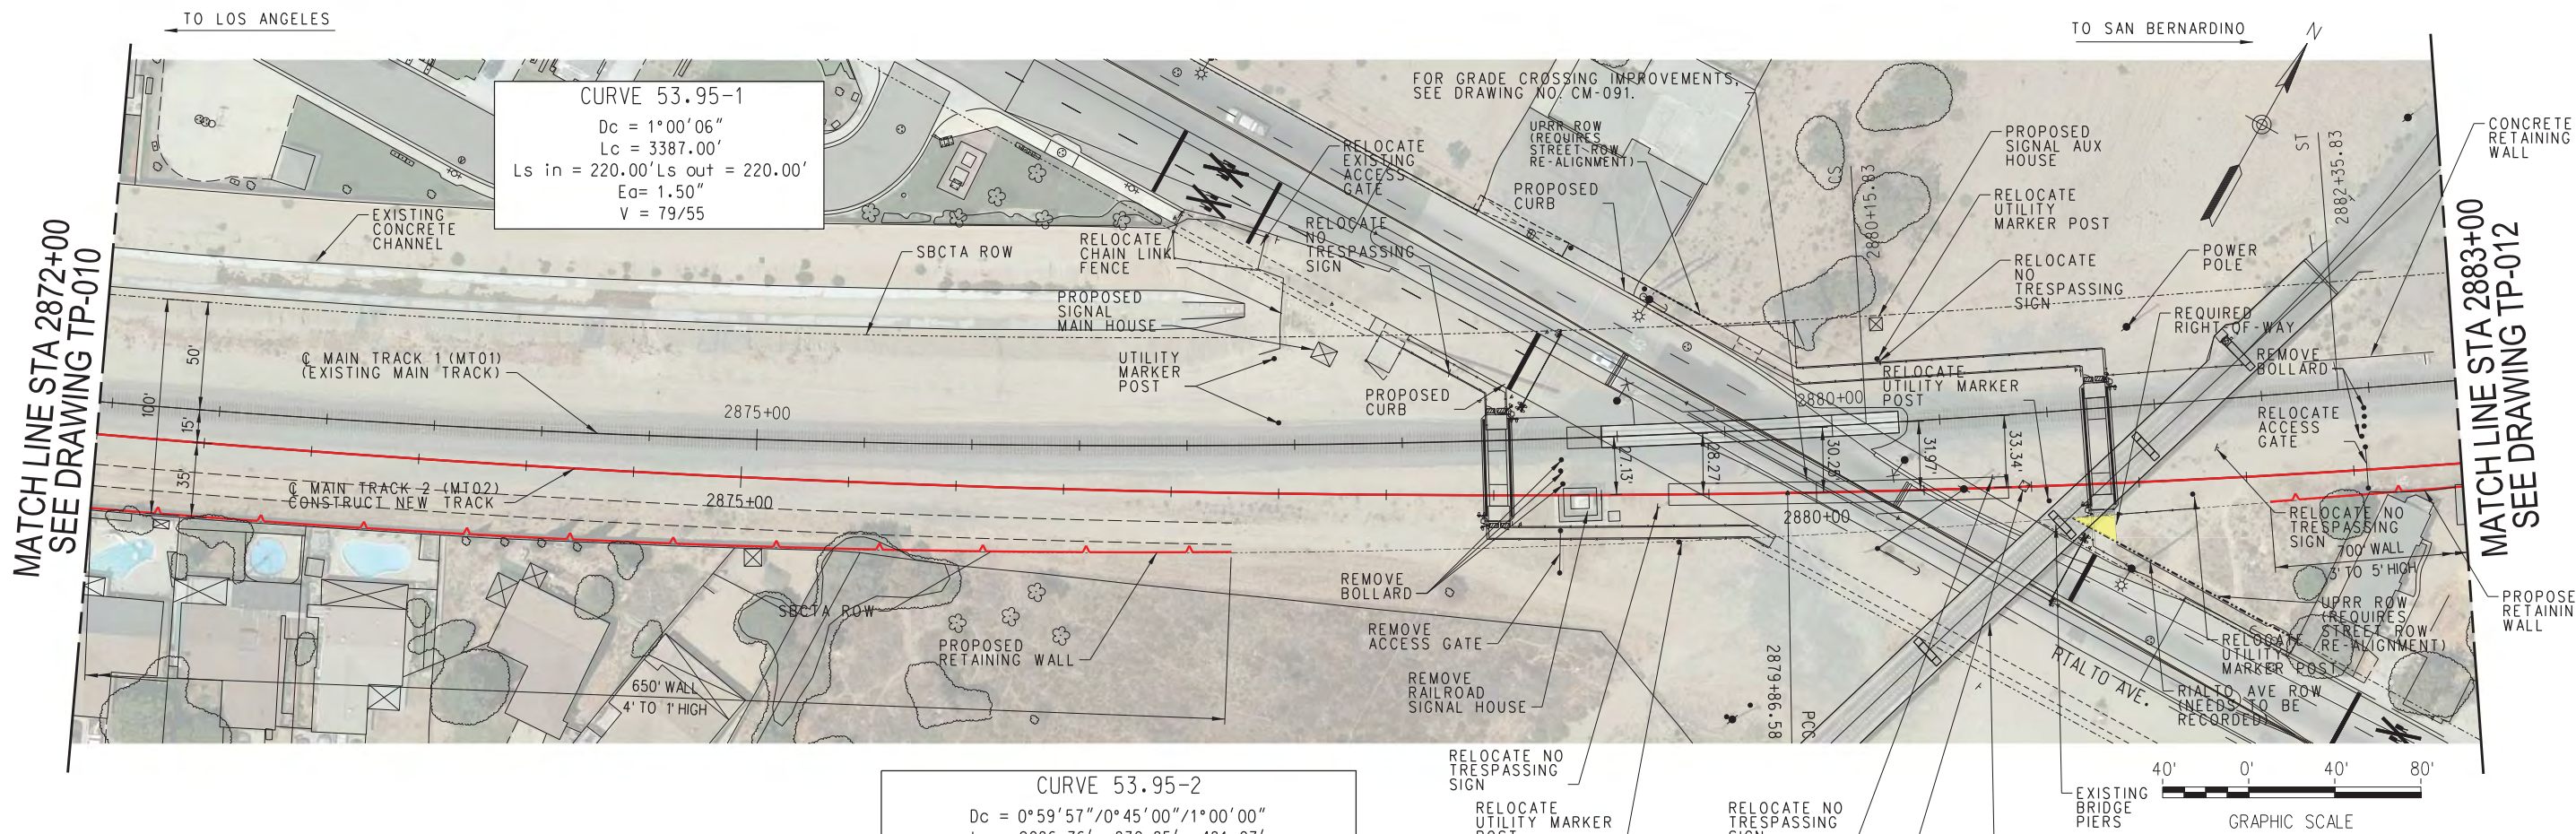 TO LOS ANGELES
TO SAN BERNARDINO
N
CURVE 53.95-1
Dc = 1°00'06"
Lc = 3387.00'
Ls in = 220.00' Ls out = 220.00'
Ea= 1.50"
V = 79/55
FOR GRADE CROSSING IMPROVEMENTS,
SEE DRAWING NO. CM-091.
MATCH LINE STA 2872+00
SEE DRAWING TP-010
EXISTING
CONCRETE
CHANNEL
SBCTA ROW
RELOCATE
CHAIN LINK
FENCE
RELOCATE
EXISTING
ACCESS
GATE
RELOCATE
NO
TRESPASSING
SIGN
UPRR ROW
(REQUIRES
STREET ROW
RE-ALIGNMENT)
PROPOSED
CURB
CS
2880+15.83
PROPOSED
SIGNAL AUX
HOUSE
RELOCATE
UTILITY
MARKER POST
RELOCATE
NO
TRESPASSING
SIGN
ST
2882+35.83
CONCRETE
RETAINING
WALL
POWER
POLE
REQUIRED
RIGHT-OF-WAY
REMOVE
BOLLARD
MATCH LINE STA 2883+00
SEE DRAWING TP-012
PROPOSED
SIGNAL
MAIN HOUSE
UTILITY
MARKER
POST
PROPOSED
CURB
RELOCATE
UTILITY MARKER
POST
RELOCATE
ACCESS
GATE
50'
100'
15'
35'
℄ MAIN TRACK 1 (MT01)
(EXISTING MAIN TRACK)
2875+00
2880+00
27.13'
28.27'
30.25'
31.97'
33.34'
℄ MAIN TRACK 2 (MT02)
CONSTRUCT NEW TRACK
2875+00
2880+00
RELOCATE NO
TRESPASSING
SIGN
700' WALL
3' TO 5' HIGH
PROPOSE
RETAININ
WALL
SBCTA ROW
PROPOSED
RETAINING WALL
650' WALL
4' TO 1' HIGH
REMOVE
BOLLARD
REMOVE
ACCESS GATE
REMOVE
RAILROAD
SIGNAL HOUSE
2879+86.58
PCC
RIALTO AVE.
UPRR ROW
(REQUIRES
STREET ROW
RE-ALIGNMENT)
RELOCATE
UTILITY
MARKER POST
RIALTO AVE ROW
(NEEDS TO BE
RECORDED)
CURVE 53.95-2
Dc = 0°59'57"/0°45'00"/1°00'00"
RELOCATE NO
TRESPASSING
SIGN
RELOCATE
UTILITY MARKER
RELOCATE NO
TRESPASSING
EXISTING
BRIDGE
PIERS
40' 0' 40' 80'
GRAPHIC SCALE